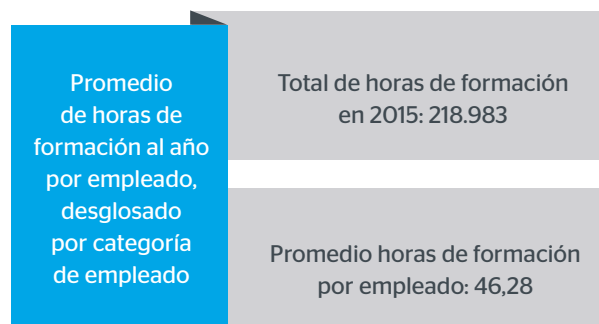 Promedio
de horas de
formación al año
por empleado,
desglosado
por categoría
de empleado
Total de horas de formación
en 2015: 218.983
Promedio horas de formación
por empleado: 46,28